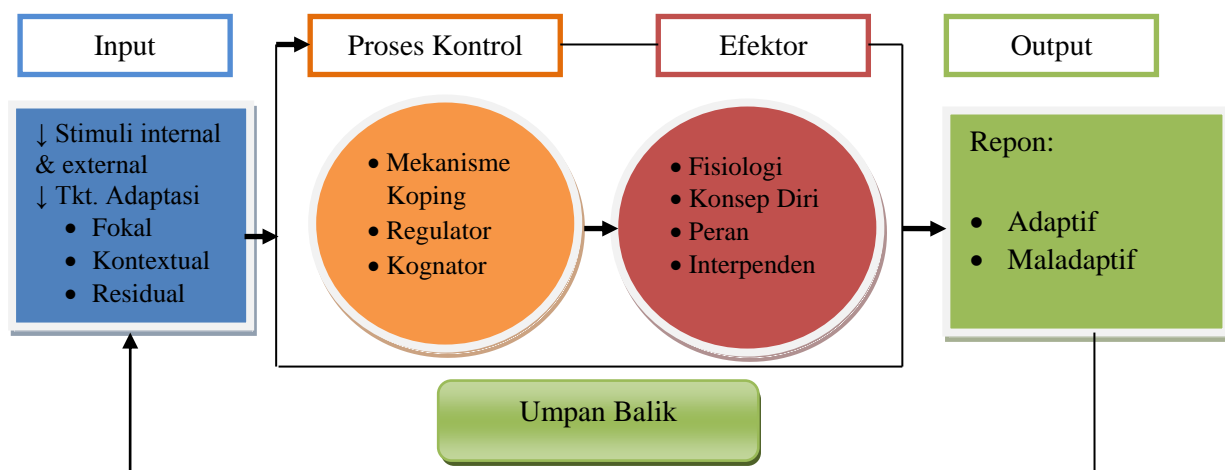 Input
Proses Kontrol
Efektor
Output
↓ Stimuli internal
& external
↓ Tkt. Adaptasi
• Fokal
• Kontextual
• Residual
• Mekanisme
Koping
• Regulator
• Kognator
• Fisiologi
• Konsep Diri
• Peran
• Interpenden
Repon:
• Adaptif
• Maladaptif
Umpan Balik